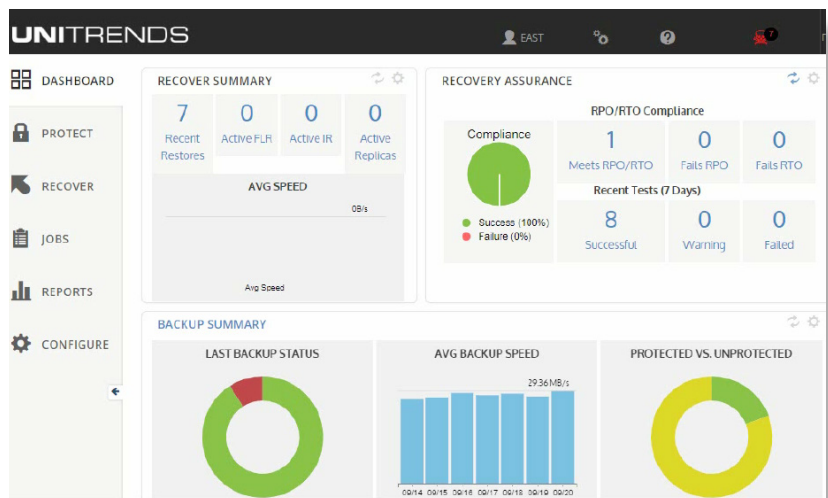 UNITRENDS
EAST
7
DASHBOARD
PROTECT
RECOVER
JOBS
REPORTS
CONFIGURE
RECOVER SUMMARY
7 0 0 0
Recent Restores Active FLR Active IR Active Replicas
AVG SPEED
0B/s
Avg Speed
RECOVERY ASSURANCE
RPO/RTO Compliance
Compliance
Success (100%)
Failure (0%)
1 0 0
Meets RPO/RTO Fails RPO Fails RTO
Recent Tests (7 Days)
8 0 0
Successful Warning Failed
BACKUP SUMMARY
LAST BACKUP STATUS
AVG BACKUP SPEED
29.36 MB/s
09/14 09/15 09/16 09/17 09/18 09/19 09/20
PROTECTED VS. UNPROTECTED